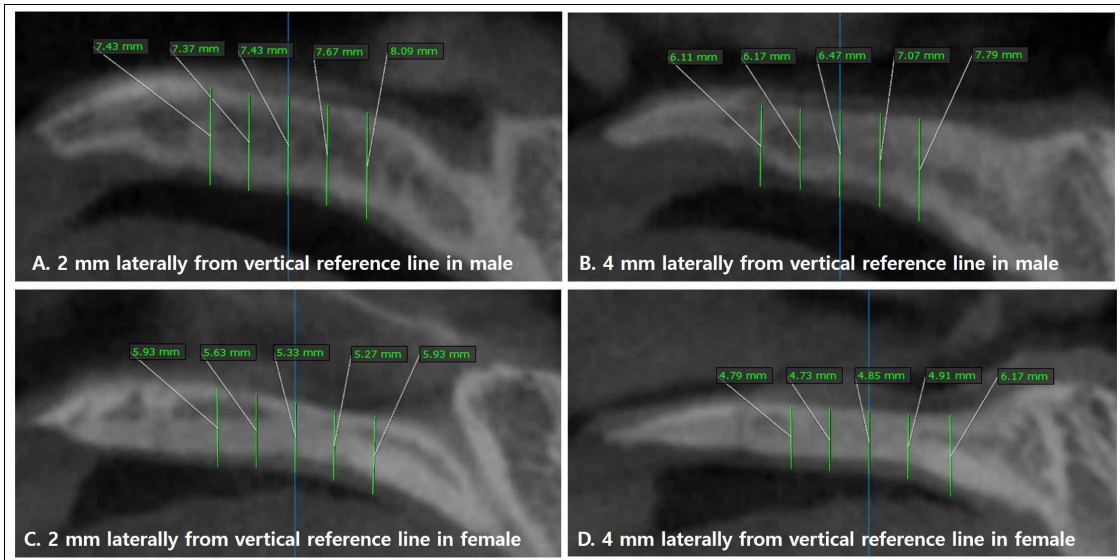 7.43 mm
7.37 mm
7.43 mm
7.67 mm
8.09 mm
A. 2 mm laterally from vertical reference line in male
6.11 mm
6.17 mm
6.47 mm
7.07 mm
7.79 mm
B. 4 mm laterally from vertical reference line in male
5.93 mm
5.63 mm
5.33 mm
5.27 mm
5.93 mm
C. 2 mm laterally from vertical reference line in female
4.79 mm
4.73 mm
4.85 mm
4.91 mm
6.17 mm
D. 4 mm laterally from vertical reference line in female